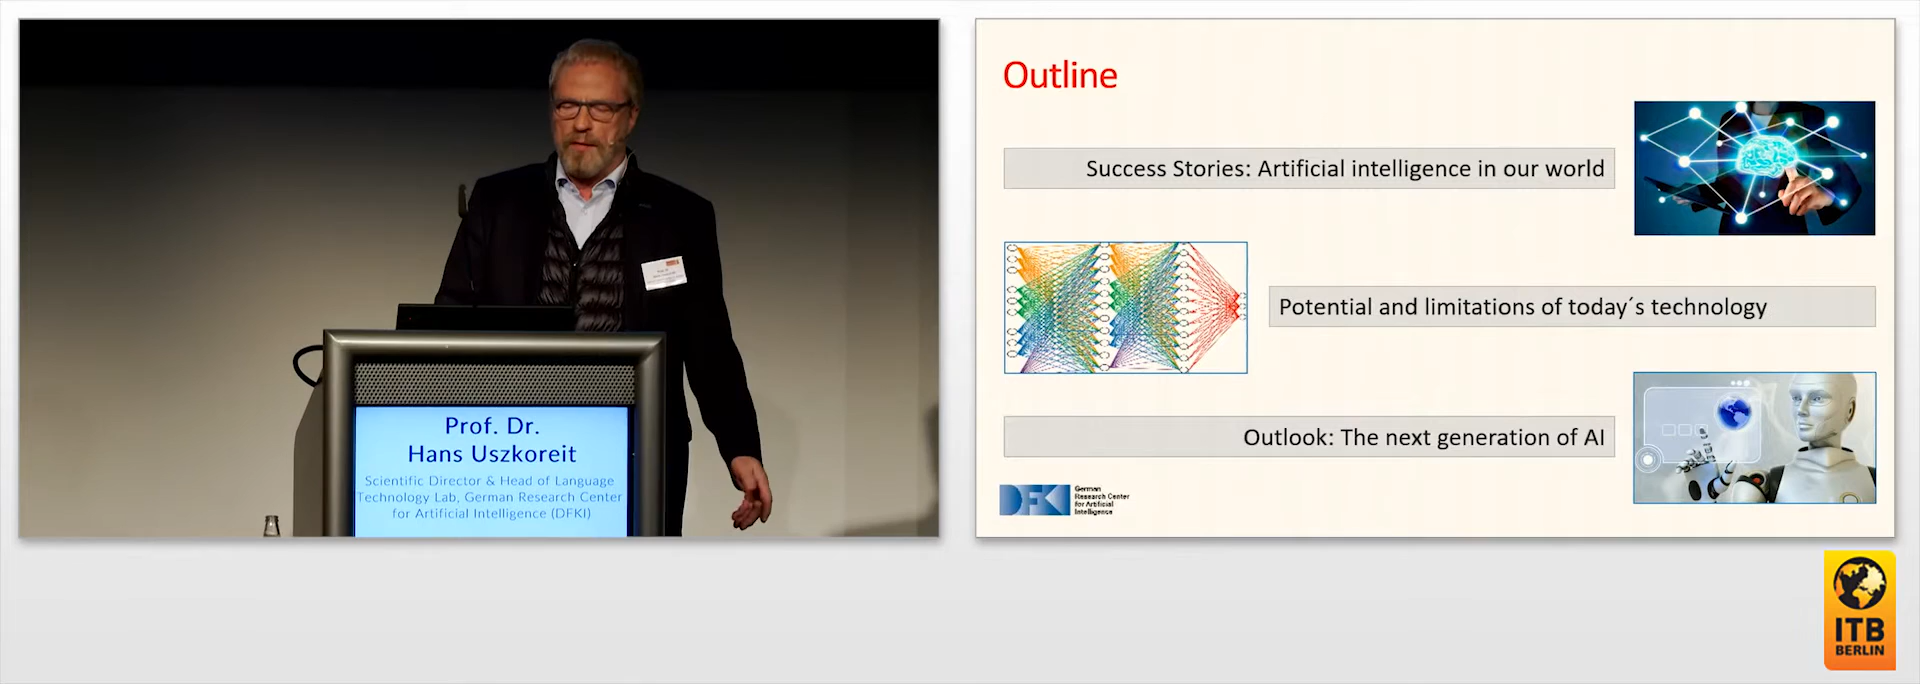 Prof. Dr.
Hans Uszkoreit
Scientific Director & Head of Language
Technology Lab, German Research Center
for Artificial Intelligence (DFKI)
Outline
Success Stories: Artificial intelligence in our world
Potential and limitations of today´s technology
Outlook: The next generation of AI
DFKI
German
Research Center
for Artificial
Intelligence
ITB
BERLIN